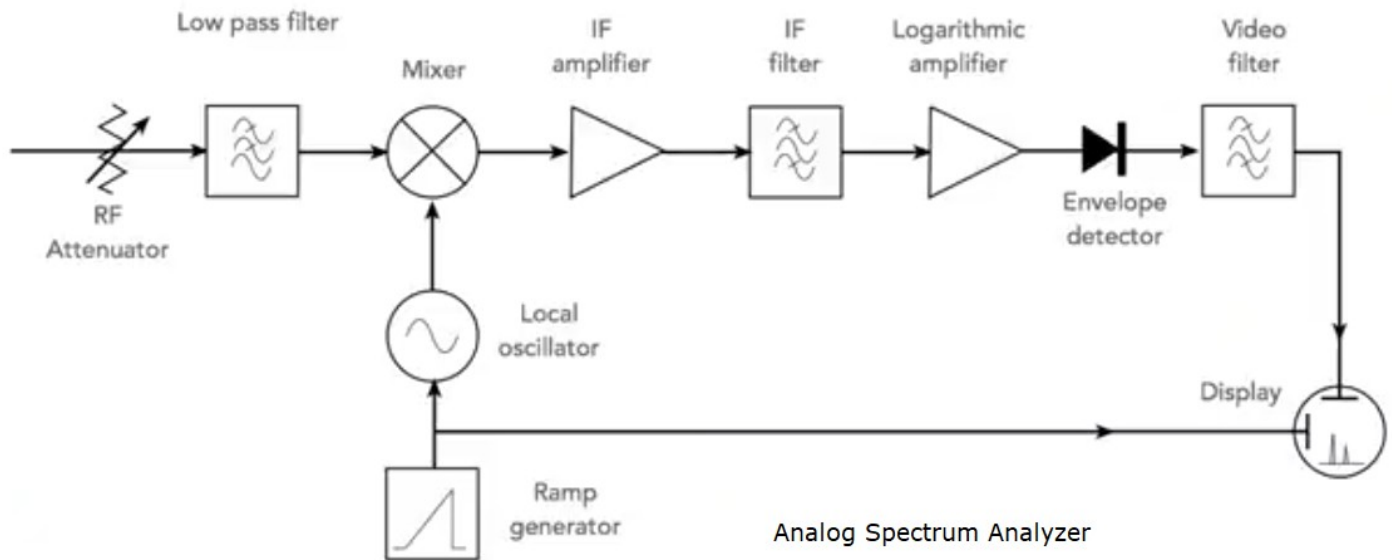 Low pass filter
Mixer
IF
amplifier
IF
filter
Logarithmic
amplifier
Video
filter
RF
Attenuator
Envelope
detector
Local
oscillator
Display
Ramp
generator
Analog Spectrum Analyzer